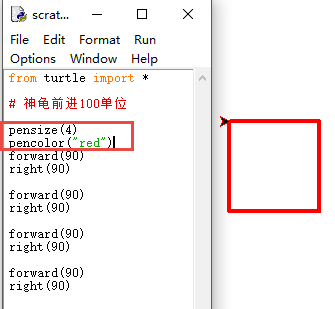 scrat...
File Edit Format Run
Options Window Help
from turtle import *
# 神龟前进100单位
pensize(4)
pencolor("red")
forward(90)
right(90)
forward(90)
right(90)
forward(90)
right(90)
forward(90)
right(90)